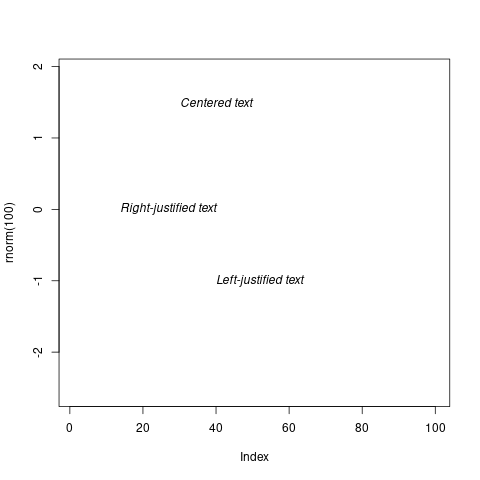 2
Centered text
1
rnorm(100)
0
Right-justified text
-1
Left-justified text
-2
0 20 40 60 80 100
Index